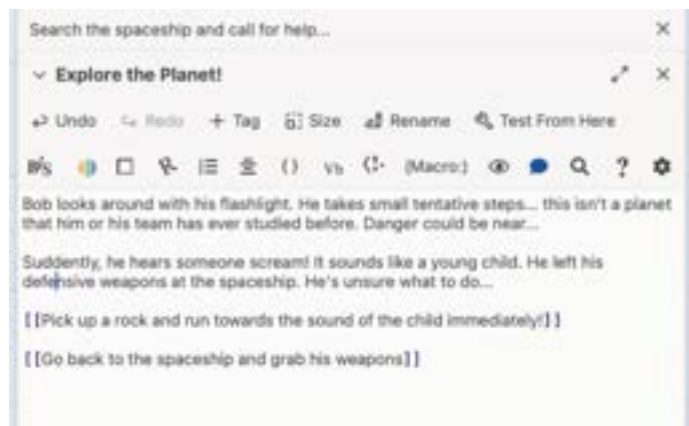 Search the spaceship and call for help...
Explore the Planet!
Undo Redo + Tag Size Rename Test From Here
{} Vb (Macro:) ?
Bob looks around with his flashlight. He takes small tentative steps... this isn't a planet
that him or his team has ever studied before. Danger could be near...
Suddently, he hears someone scream! It sounds like a young child. He left his
defensive weapons at the spaceship. He's unsure what to do...
[[Pick up a rock and run towards the sound of the child immediately!]]
[[Go back to the spaceship and grab his weapons]]